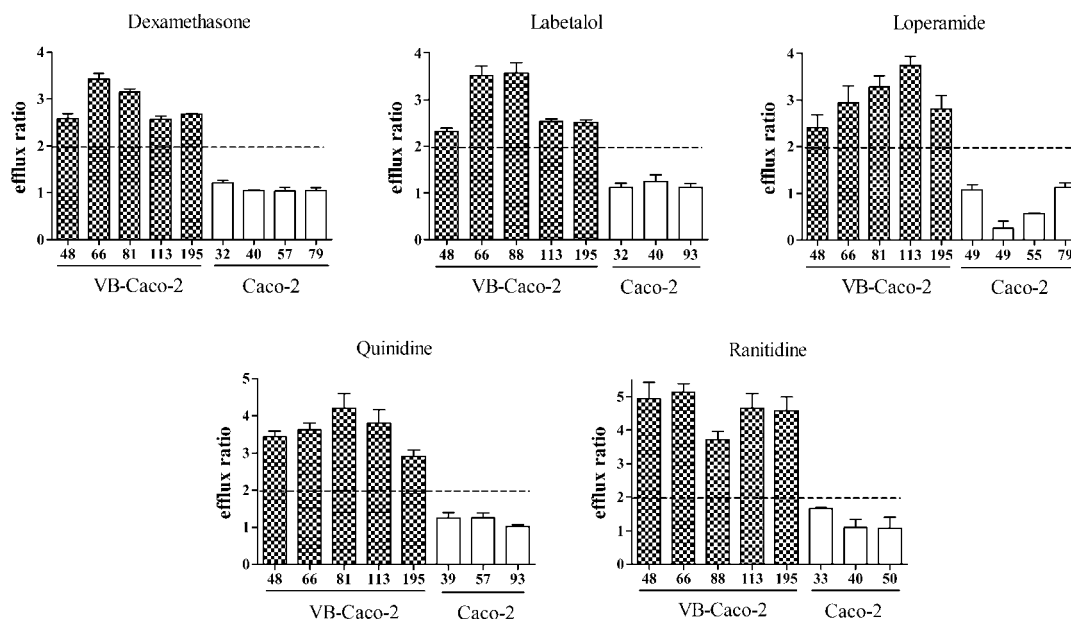 Dexamethasone
efflux ratio
4
3
2
1
0
48 66 81 113 195 32 40 57 79
VB-Caco-2 Caco-2
Labetalol
efflux ratio
4
3
2
1
0
48 66 88 113 195 32 40 93
VB-Caco-2 Caco-2
Loperamide
efflux ratio
4
3
2
1
0
48 66 81 113 195 49 49 55 79
VB-Caco-2 Caco-2
Quinidine
efflux ratio
5
4
3
2
1
0
48 66 81 113 195 39 57 93
VB-Caco-2 Caco-2
Ranitidine
efflux ratio
5
4
3
2
1
0
48 66 88 113 195 33 40 50
VB-Caco-2 Caco-2